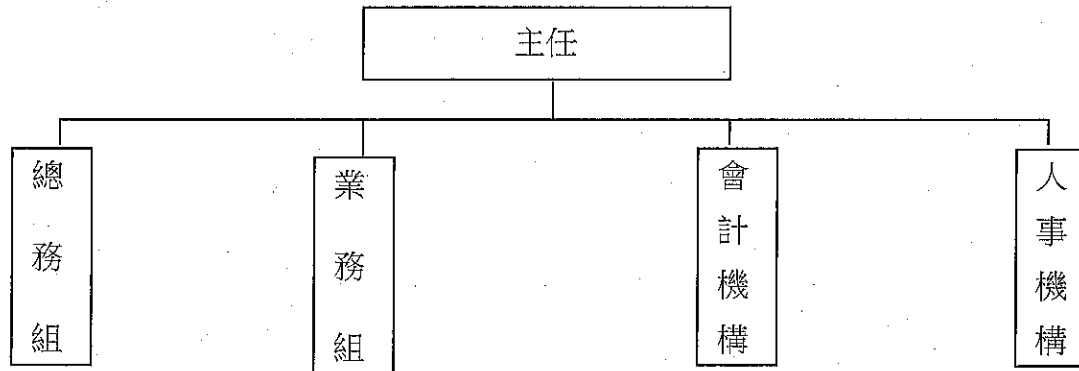 主任
總務組
業務組
會計機構
人事機構